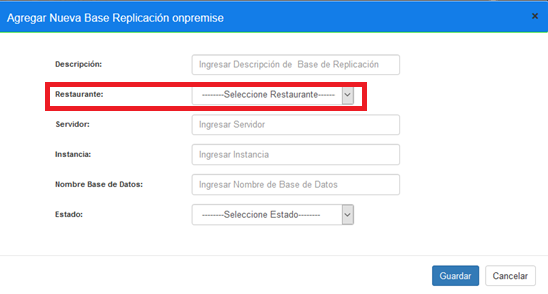 Agregar Nueva Base Replicación onpremise ×
Descripción: Ingresar Descripción de Base de Replicación
Restaurante: --------Seleccione Restaurante------
Servidor: Ingresar Servidor
Instancia: Ingresar Instancia
Nombre Base de Datos: Ingresar Nombre de Base de Datos
Estado: --------Seleccione Estado--------
Guardar Cancelar